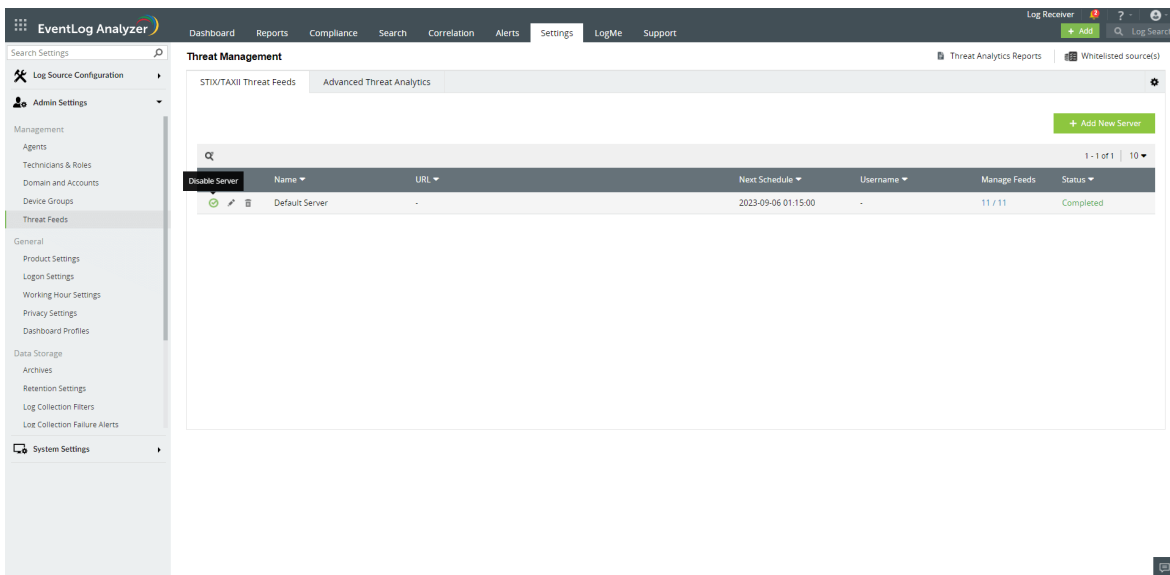 Log Receiver 2 ?
EventLog Analyzer
Dashboard Reports Compliance Search Correlation Alerts Settings LogMe Support
+ Add Log Search
Search Settings
Threat Management
Threat Analytics Reports Whitelisted source(s)
Log Source Configuration
STIX/TAXII Threat Feeds Advanced Threat Analytics
Admin Settings
+ Add New Server
Management
Agents
Technicians & Roles
Domain and Accounts
Device Groups
Threat Feeds
1 - 1 of 1 10
Disable Server Name URL Next Schedule Username Manage Feeds Status
Default Server - 2023-09-06 01:15:00 - 11 / 11 Completed
General
Product Settings
Logon Settings
Working Hour Settings
Privacy Settings
Dashboard Profiles
Data Storage
Archives
Retention Settings
Log Collection Filters
Log Collection Failure Alerts
System Settings